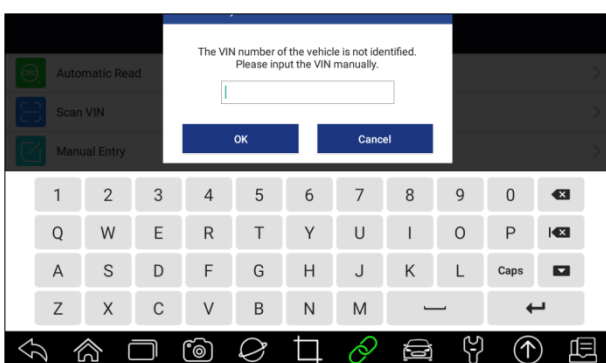 The VIN number of the vehicle is not identified.
Please input the VIN manually.
OK Cancel
Automatic Read
Scan VIN
Manual Entry
1 2 3 4 5 6 7 8 9 0
Q W E R T Y U I O P
A S D F G H J K L Caps
Z X C V B N M